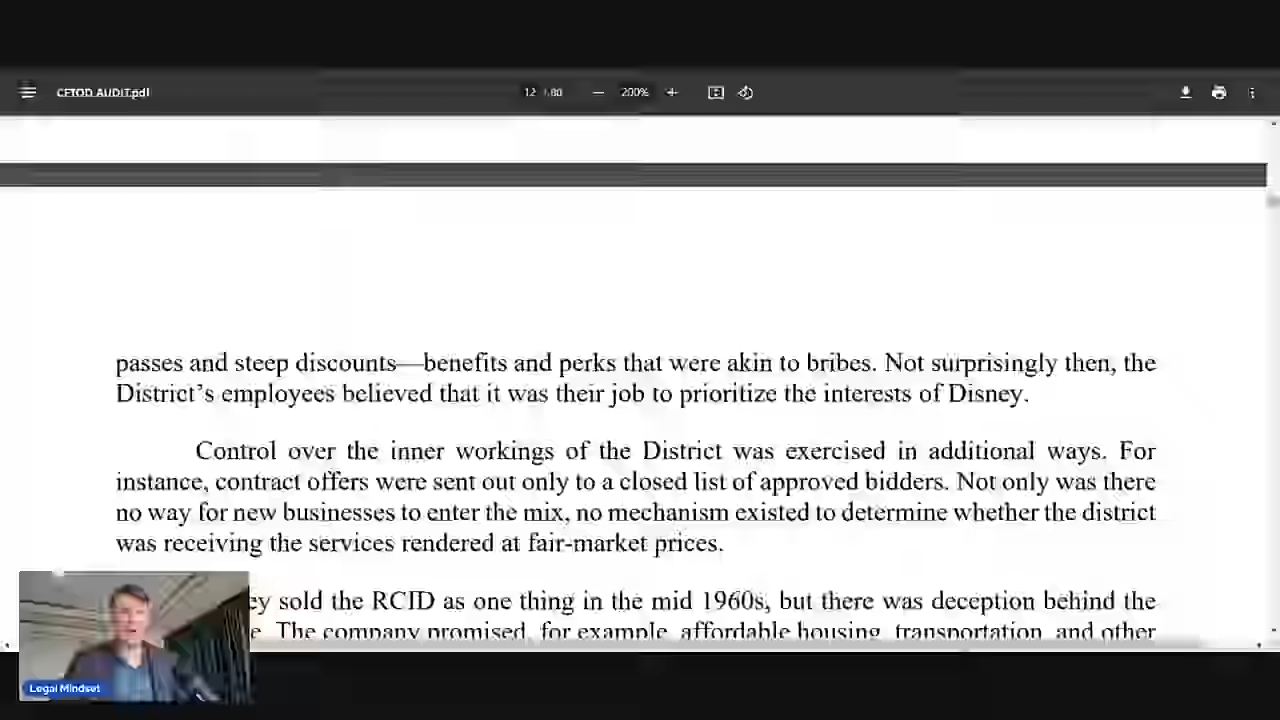 CFTOD AUDIT.pdf
12 / 80
200%
passes and steep discounts—benefits and perks that were akin to bribes. Not surprisingly then, the
District's employees believed that it was their job to prioritize the interests of Disney.
Control over the inner workings of the District was exercised in additional ways. For
instance, contract offers were sent out only to a closed list of approved bidders. Not only was there
no way for new businesses to enter the mix, no mechanism existed to determine whether the district
was receiving the services rendered at fair-market prices.
ey sold the RCID as one thing in the mid 1960s, but there was deception behind the
e. The company promised, for example, affordable housing, transportation, and other
Legal Mindset